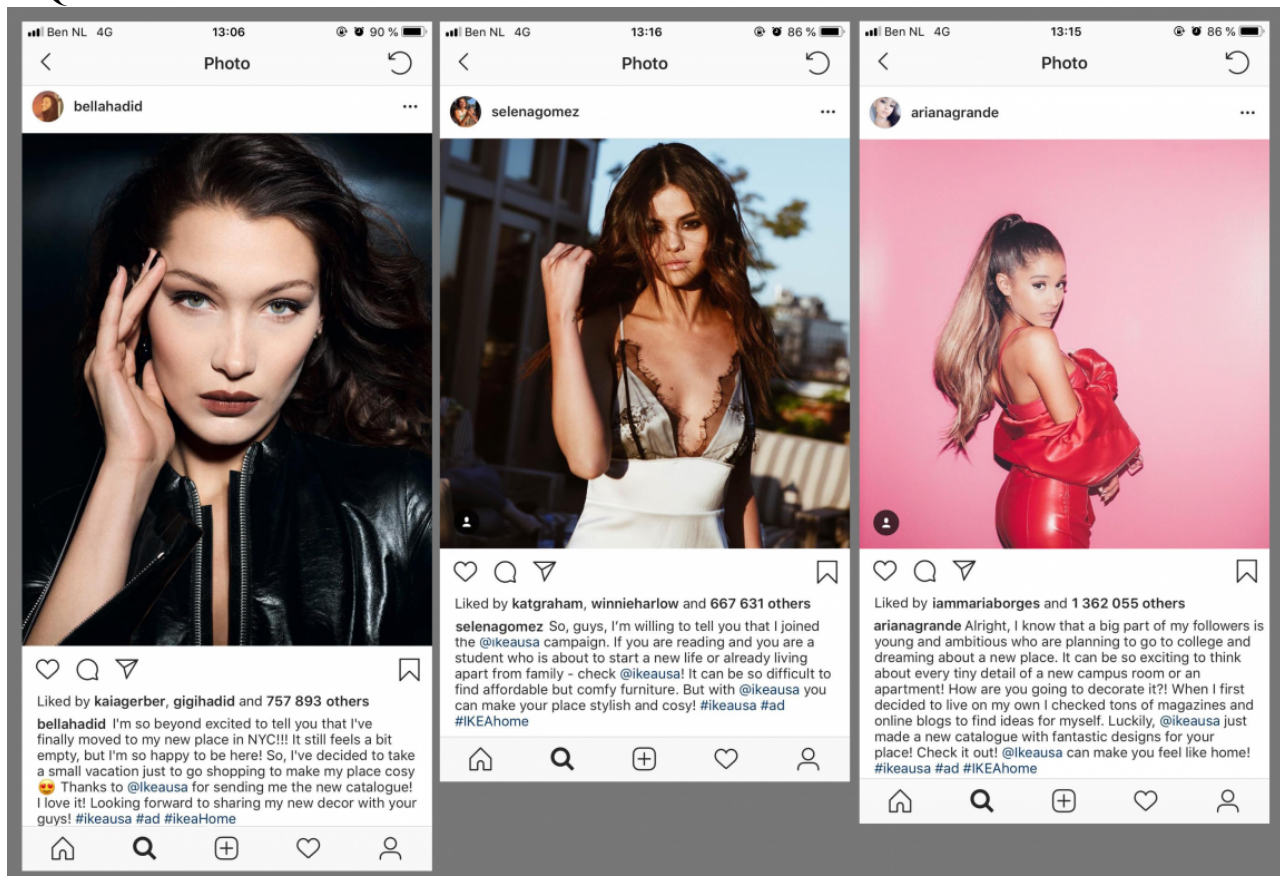 Ben NL 4G 13:06 90 %
Photo
bellahadid
Liked by kaiagerber, gigihadid and 757 893 others
bellahadid I'm so beyond excited to tell you that I've
finally moved to my new place in NYC!!! It still feels a bit
empty, but I'm so happy to be here! So, I've decided to take
a small vacation just to go shopping to make my place cosy
😍 Thanks to @Ikeausa for sending me the new catalogue!
I love it! Looking forward to sharing my new decor with your
guys! #ikeausa #ad #ikeaHome
Ben NL 4G 13:16 86 %
Photo
selenagomez
Liked by katgraham, winnieharlow and 667 631 others
selenagomez So, guys, I'm willing to tell you that I joined
the @ikeausa campaign. If you are reading and you are a
student who is about to start a new life or already living
apart from family - check @ikeausa! It can be so difficult to
find affordable but comfy furniture. But with @ikeausa you
can make your place stylish and cosy! #ikeausa #ad
#IKEAhome
Ben NL 4G 13:15 86 %
Photo
arianagrande
Liked by iammariaborges and 1 362 055 others
arianagrande Alright, I know that a big part of my followers is
young and ambitious who are planning to go to college and
dreaming about a new place. It can be so exciting to think
about every tiny detail of a new campus room or an
apartment! How are you going to decorate it?! When I first
decided to live on my own I checked tons of magazines and
online blogs to find ideas for myself. Luckily, @ikeausa just
made a new catalogue with fantastic designs for your
place! Check it out! @Ikeausa can make you feel like home!
#ikeausa #ad #IKEAhome